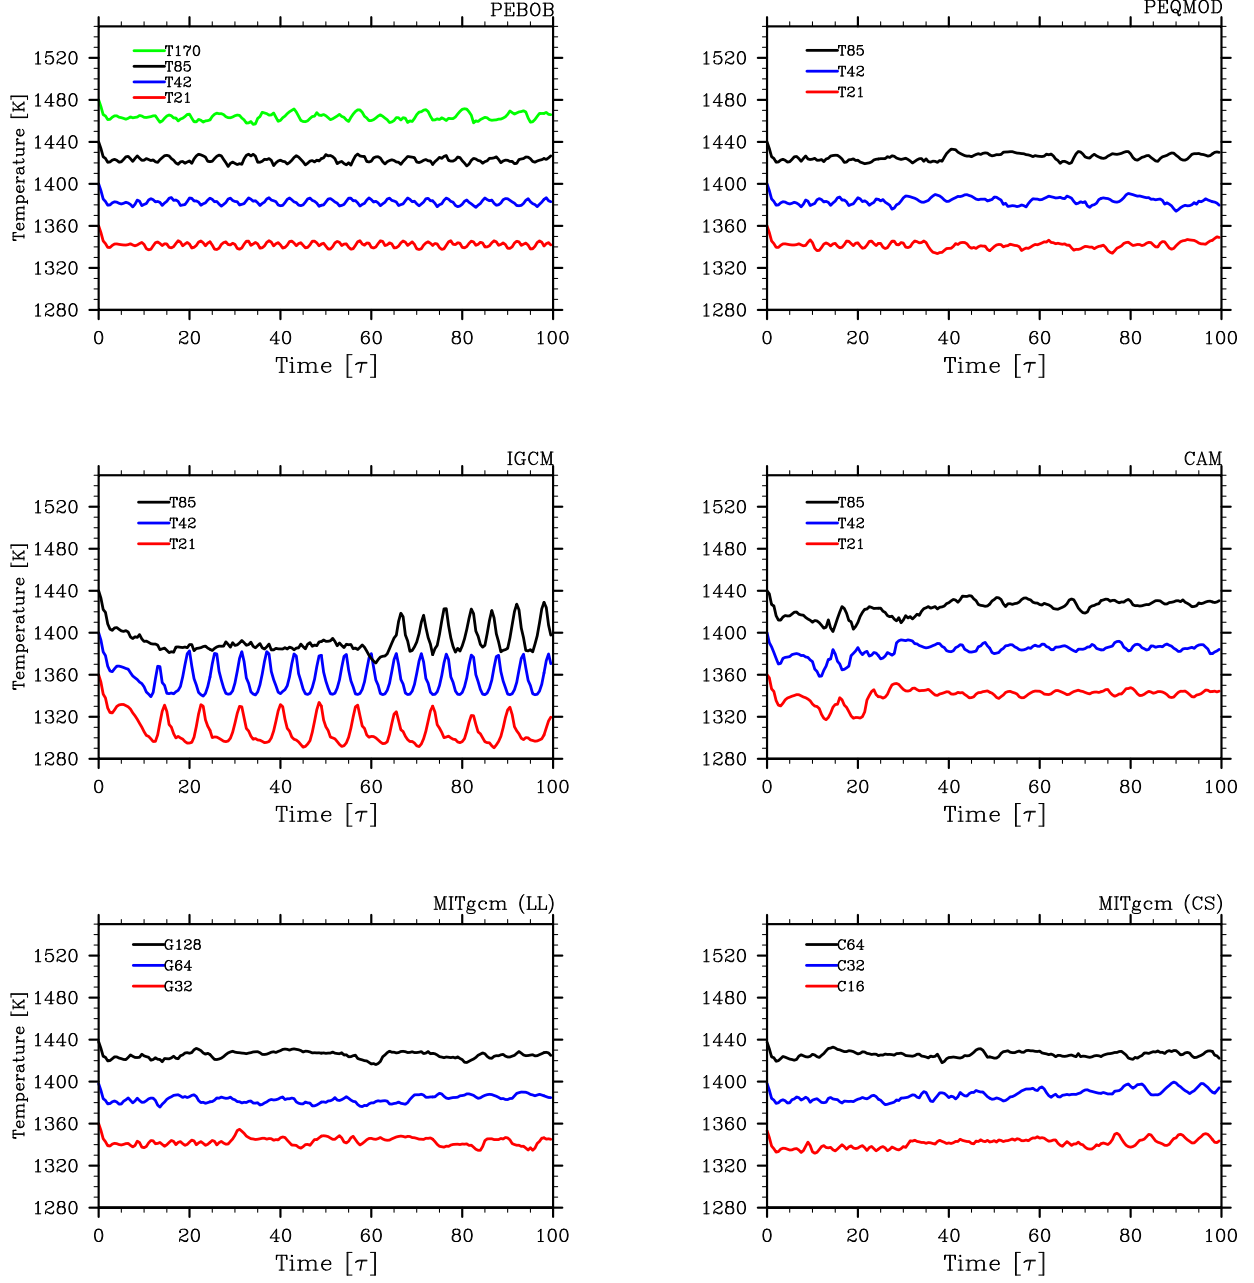 PEBOB
Temperature [K]
1520
1480
1440
1400
1360
1320
1280
T170
T85
T42
T21
0 20 40 60 80 100
Time [τ]
PEQMOD
1520
1480
1440
1400
1360
1320
1280
T85
T42
T21
0 20 40 60 80 100
Time [τ]
IGCM
Temperature [K]
1520
1480
1440
1400
1360
1320
1280
T85
T42
T21
0 20 40 60 80 100
Time [τ]
CAM
1520
1480
1440
1400
1360
1320
1280
T85
T42
T21
0 20 40 60 80 100
Time [τ]
MITgcm (LL)
Temperature [K]
1520
1480
1440
1400
1360
1320
1280
G128
G64
G32
0 20 40 60 80 100
Time [τ]
MITgcm (CS)
1520
1480
1440
1400
1360
1320
1280
C64
C32
C16
0 20 40 60 80 100
Time [τ]